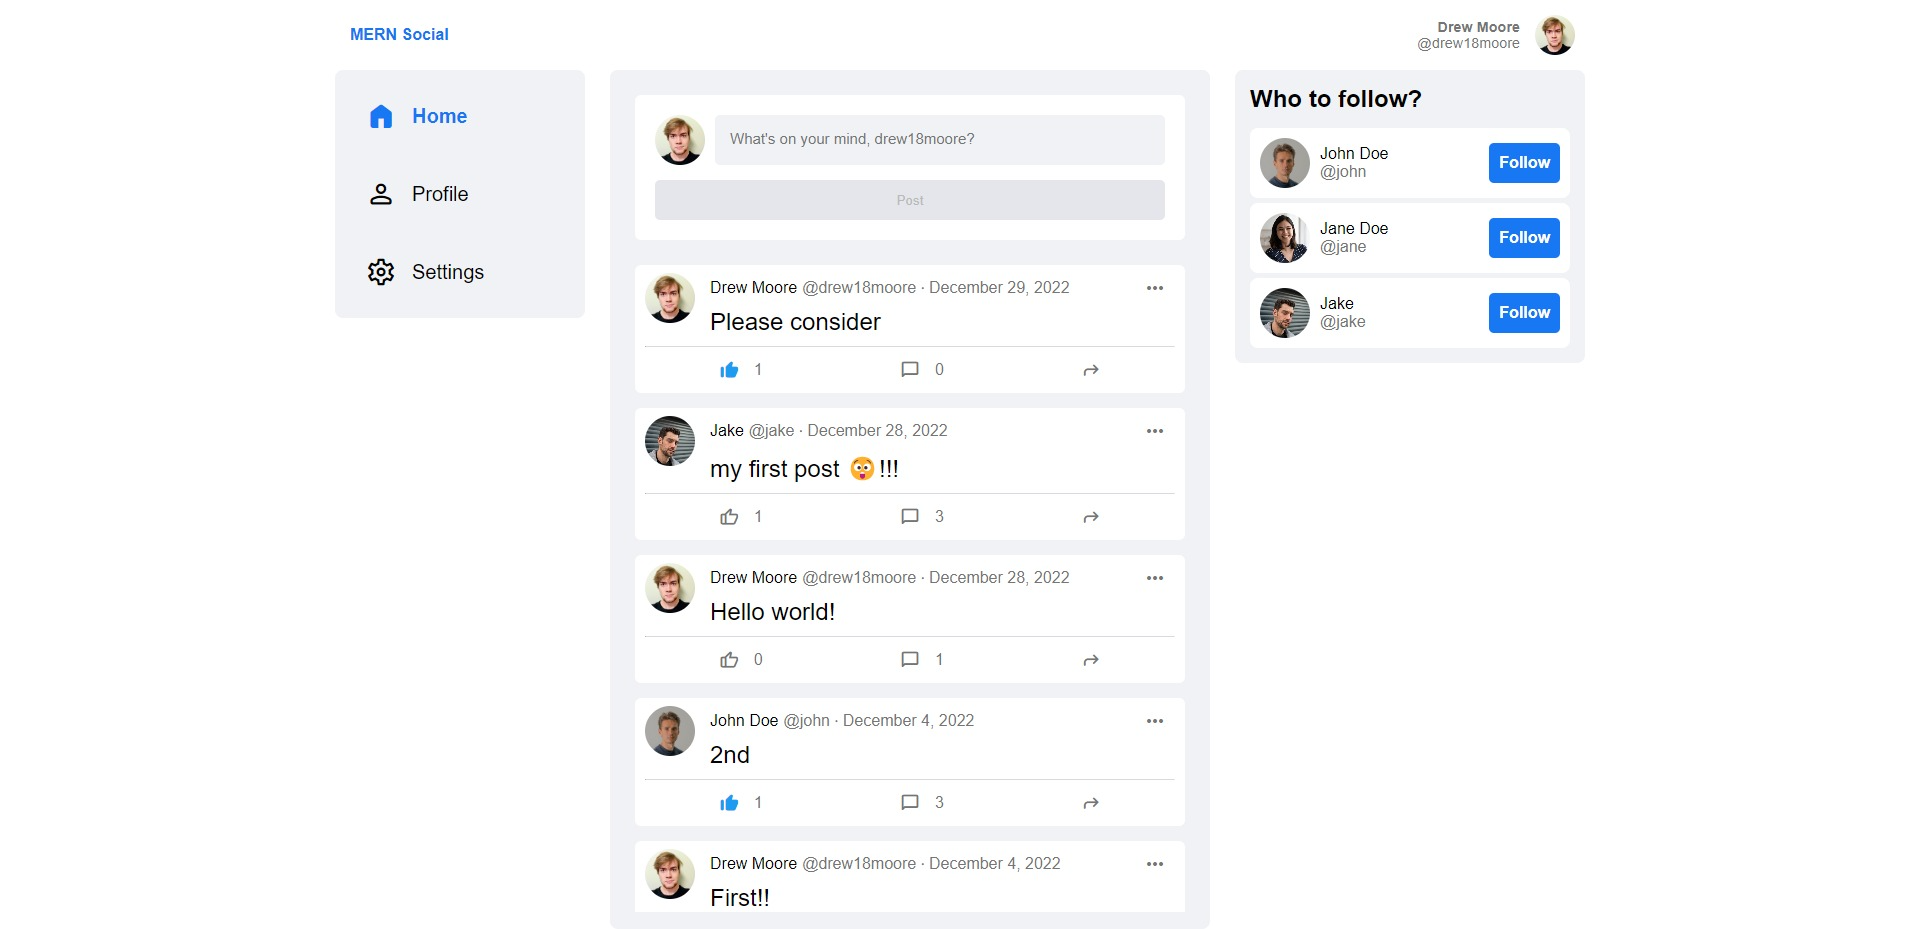 MERN Social
Drew Moore
@drew18moore
Home
Profile
Settings
What's on your mind, drew18moore?
Post
Drew Moore @drew18moore · December 29, 2022
Please consider
1 0
Jake @jake · December 28, 2022
my first post 😲!!!
1 3
Drew Moore @drew18moore · December 28, 2022
Hello world!
0 1
John Doe @john · December 4, 2022
2nd
1 3
Drew Moore @drew18moore · December 4, 2022
First!!
Who to follow?
John Doe
@john
Follow
Jane Doe
@jane
Follow
Jake
@jake
Follow